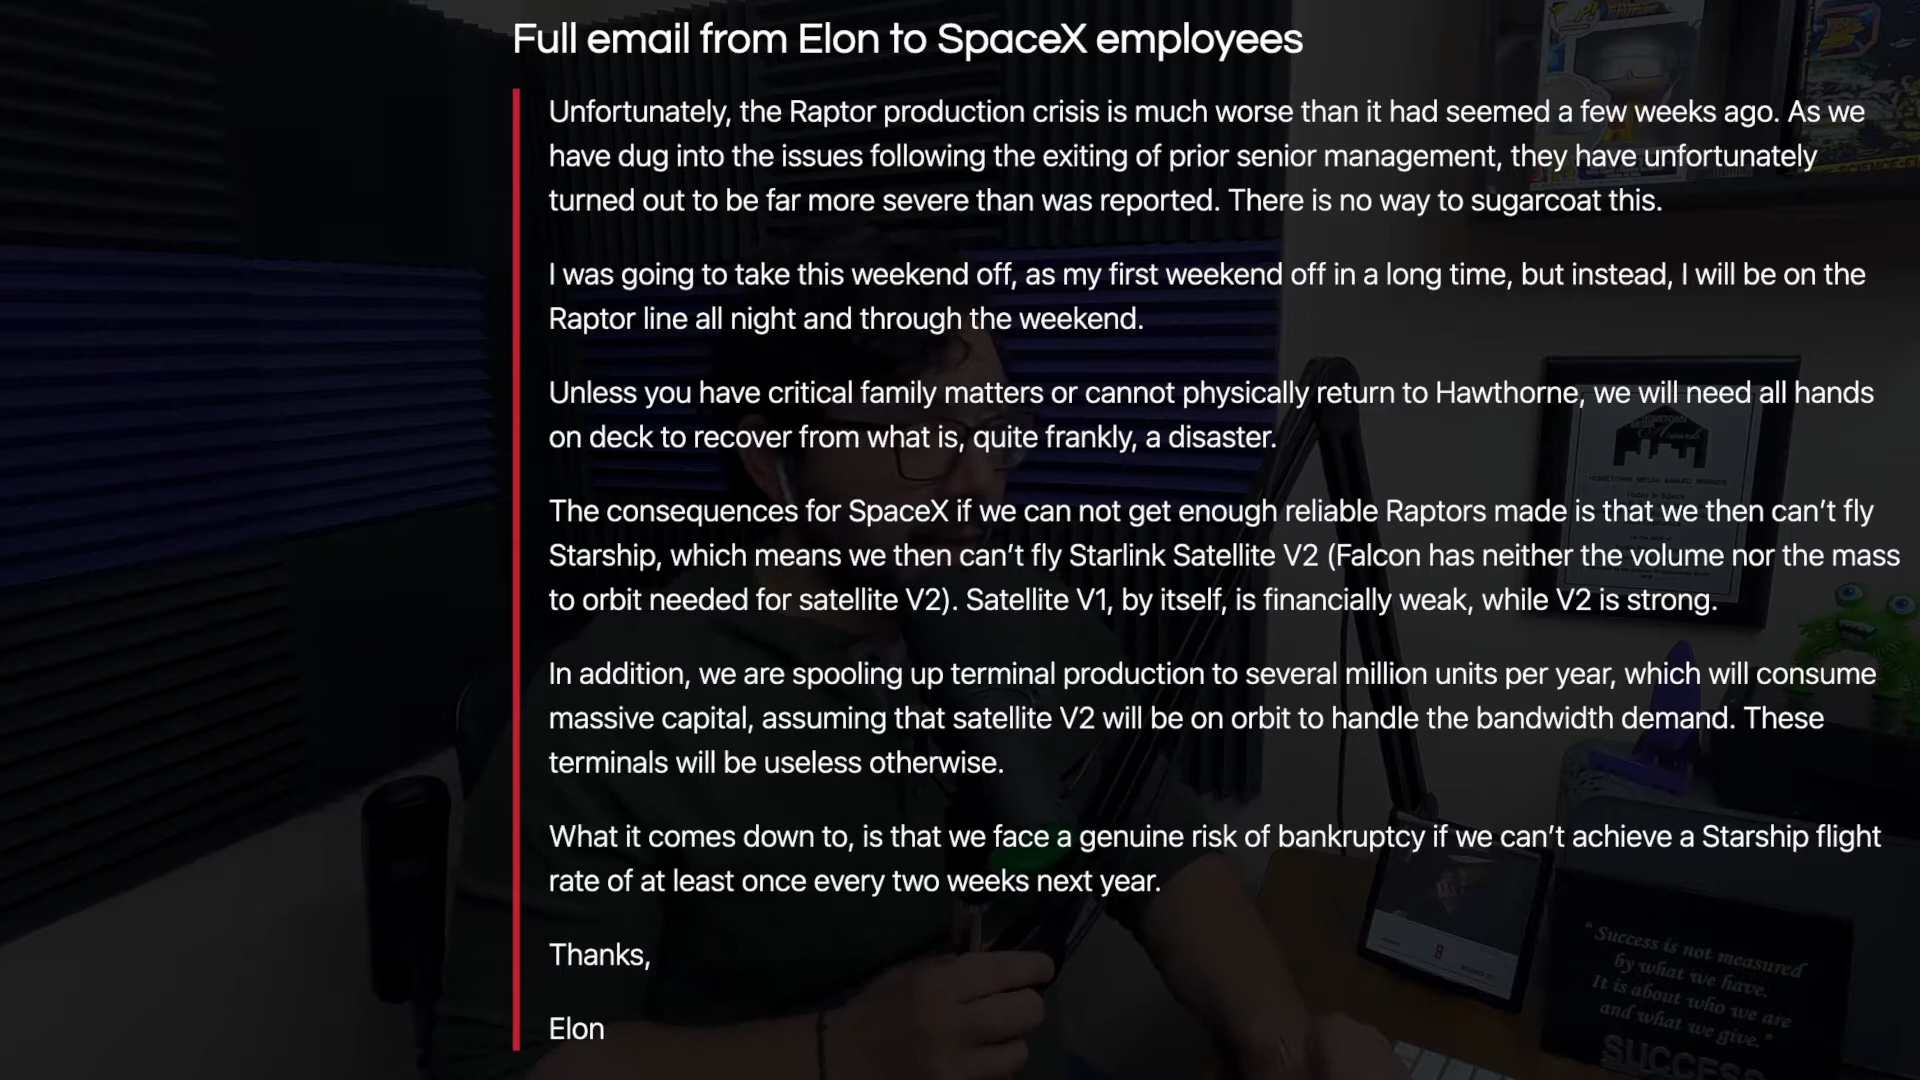 Full email from Elon to SpaceX employees
Unfortunately, the Raptor production crisis is much worse than it had seemed a few weeks ago. As we
have dug into the issues following the exiting of prior senior management, they have unfortunately
turned out to be far more severe than was reported. There is no way to sugarcoat this.
I was going to take this weekend off, as my first weekend off in a long time, but instead, I will be on the
Raptor line all night and through the weekend.
Unless you have critical family matters or cannot physically return to Hawthorne, we will need all hands
on deck to recover from what is, quite frankly, a disaster.
The consequences for SpaceX if we can not get enough reliable Raptors made is that we then can’t fly
Starship, which means we then can’t fly Starlink Satellite V2 (Falcon has neither the volume nor the mass
to orbit needed for satellite V2). Satellite V1, by itself, is financially weak, while V2 is strong.
In addition, we are spooling up terminal production to several million units per year, which will consume
massive capital, assuming that satellite V2 will be on orbit to handle the bandwidth demand. These
terminals will be useless otherwise.
What it comes down to, is that we face a genuine risk of bankruptcy if we can’t achieve a Starship flight
rate of at least once every two weeks next year.
Thanks,
Elon
HOMETOWN MEDIA AWARD WINNER
Today In Space
8
"Success is not measured
by what we have.
It is about who we are
and what we give."
SUCCESS